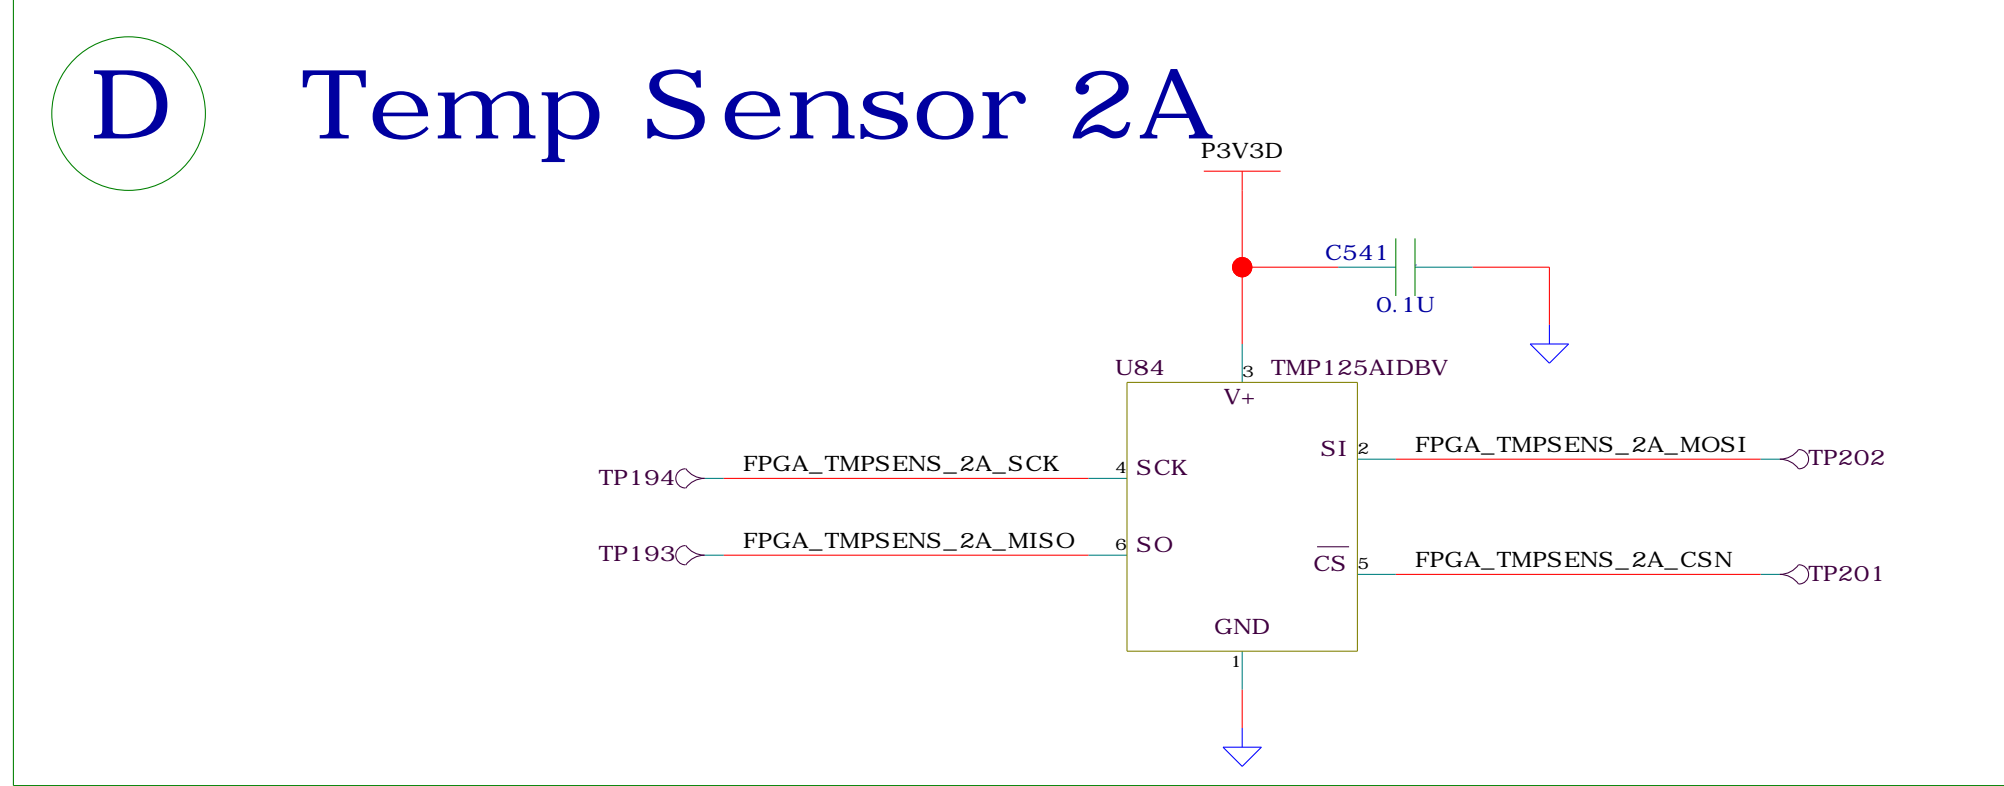 D Temp Sensor 2A
P3V3D
C541
0.1U
U84 3 TMP125AIDBV
V+
SI 2 FPGA_TMPSENS_2A_MOSI TP202
TP194 FPGA_TMPSENS_2A_SCK 4 SCK
TP193 FPGA_TMPSENS_2A_MISO 6 SO
CS 5 FPGA_TMPSENS_2A_CSN TP201
GND
1